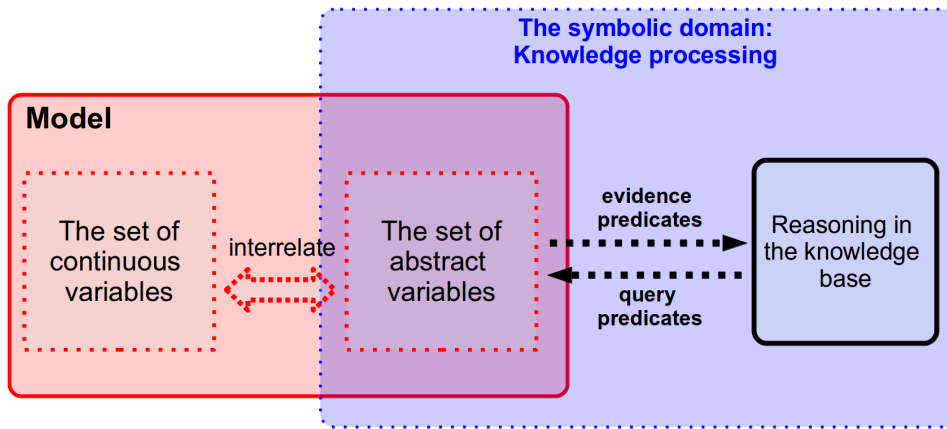 The symbolic domain:
Knowledge processing
Model
The set of
continuous
variables
interrelate
The set of
abstract
variables
evidence
predicates
query
predicates
Reasoning in
the knowledge
base